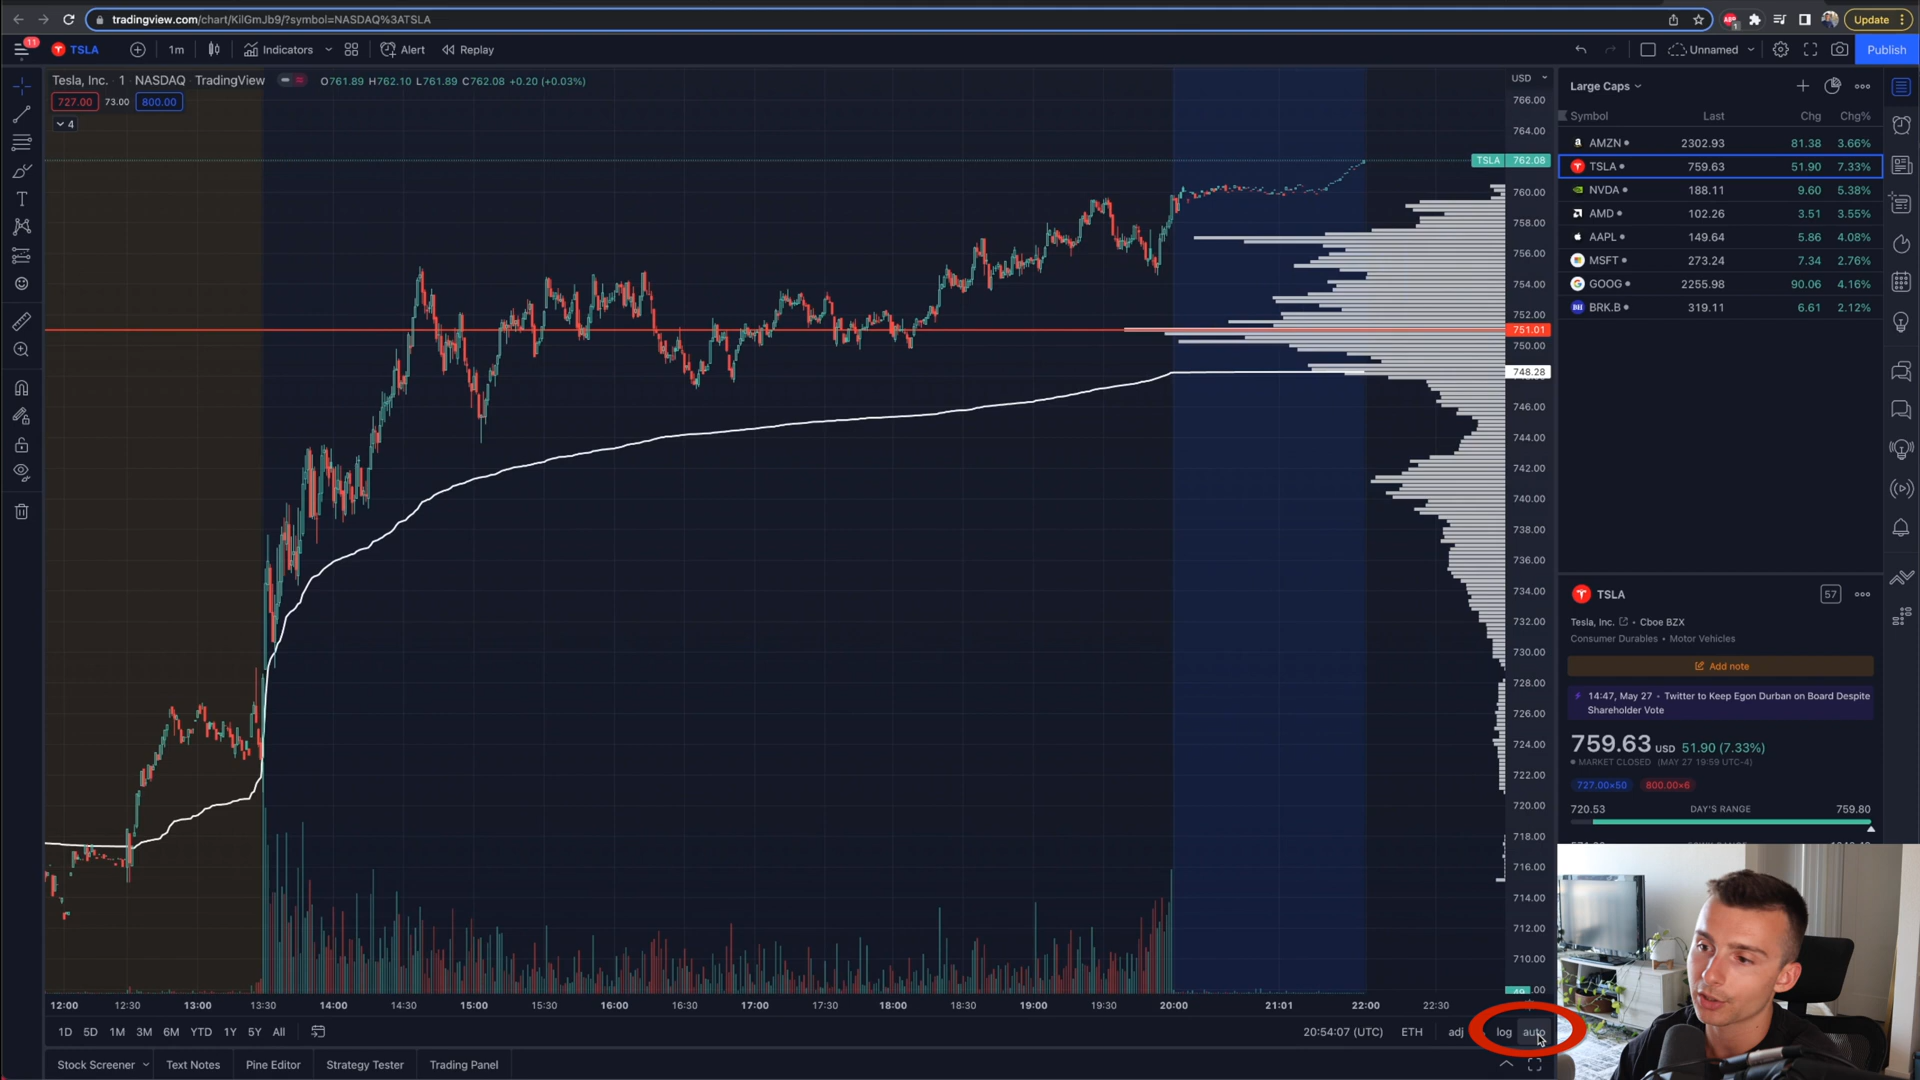 tradingview.com/chart/KilGmJb9/?symbol=NASDAQ%3ATSLA
ABP
1
Update
11
TSLA
1m
Indicators
Alert
Replay
Unnamed
Publish
Tesla, Inc. · 1 · NASDAQ · TradingView
O761.89 H762.10 L761.89 C762.08 +0.20 (+0.03%)
727.00 73.00 800.00
4
USD
766.00
764.00
TSLA 762.08
760.00
758.00
756.00
754.00
752.00
751.01
750.00
748.28
746.00
744.00
742.00
740.00
738.00
736.00
734.00
732.00
730.00
728.00
726.00
724.00
722.00
720.00
718.00
716.00
714.00
712.00
710.00
12:00 12:30 13:00 13:30 14:00 14:30 15:00 15:30 16:00 16:30 17:00 17:30 18:00 18:30 19:00 19:30 20:00 21:01 22:00 22:30
1D 5D 1M 3M 6M YTD 1Y 5Y All
20:54:07 (UTC) ETH adj log auto
Stock Screener Text Notes Pine Editor Strategy Tester Trading Panel
Large Caps
Symbol Last Chg Chg%
AMZN 2302.93 81.38 3.66%
TSLA 759.63 51.90 7.33%
NVDA 188.11 9.60 5.38%
AMD 102.26 3.51 3.55%
AAPL 149.64 5.86 4.08%
MSFT 273.24 7.34 2.76%
GOOG 2255.98 90.06 4.16%
BRK.B 319.11 6.61 2.12%
TSLA
57
Tesla, Inc. • Cboe BZX
Consumer Durables • Motor Vehicles
Add note
14:47, May 27 • Twitter to Keep Egon Durban on Board Despite
Shareholder Vote
759.63 USD 51.90 (7.33%)
MARKET CLOSED (MAY 27 19:59 UTC-4)
727.00×50 800.00×6
720.53 DAY'S RANGE 759.80